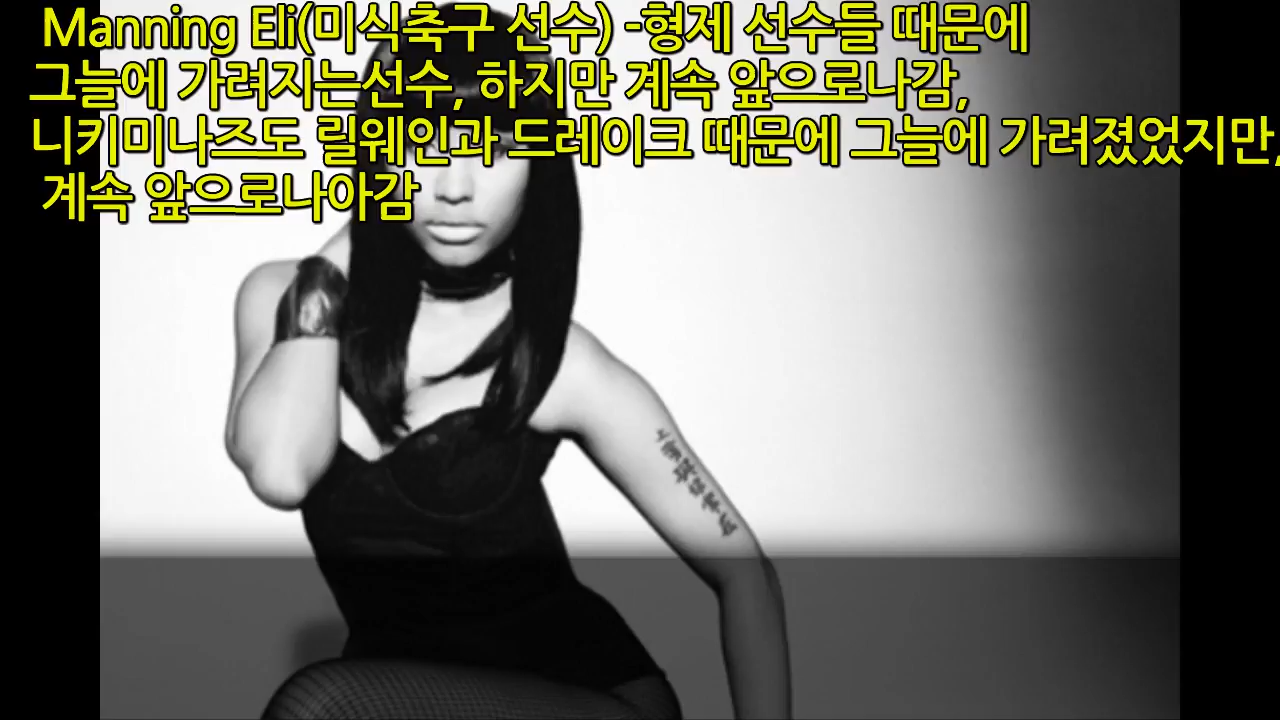 Manning Eli(미식축구 선수) -형제 선수들 때문에
그늘에 가려지는선수, 하지만 계속 앞으로나감,
니키미나즈도 릴웨인과 드레이크 때문에 그늘에 가려졌었지만,
계속 앞으로나아감